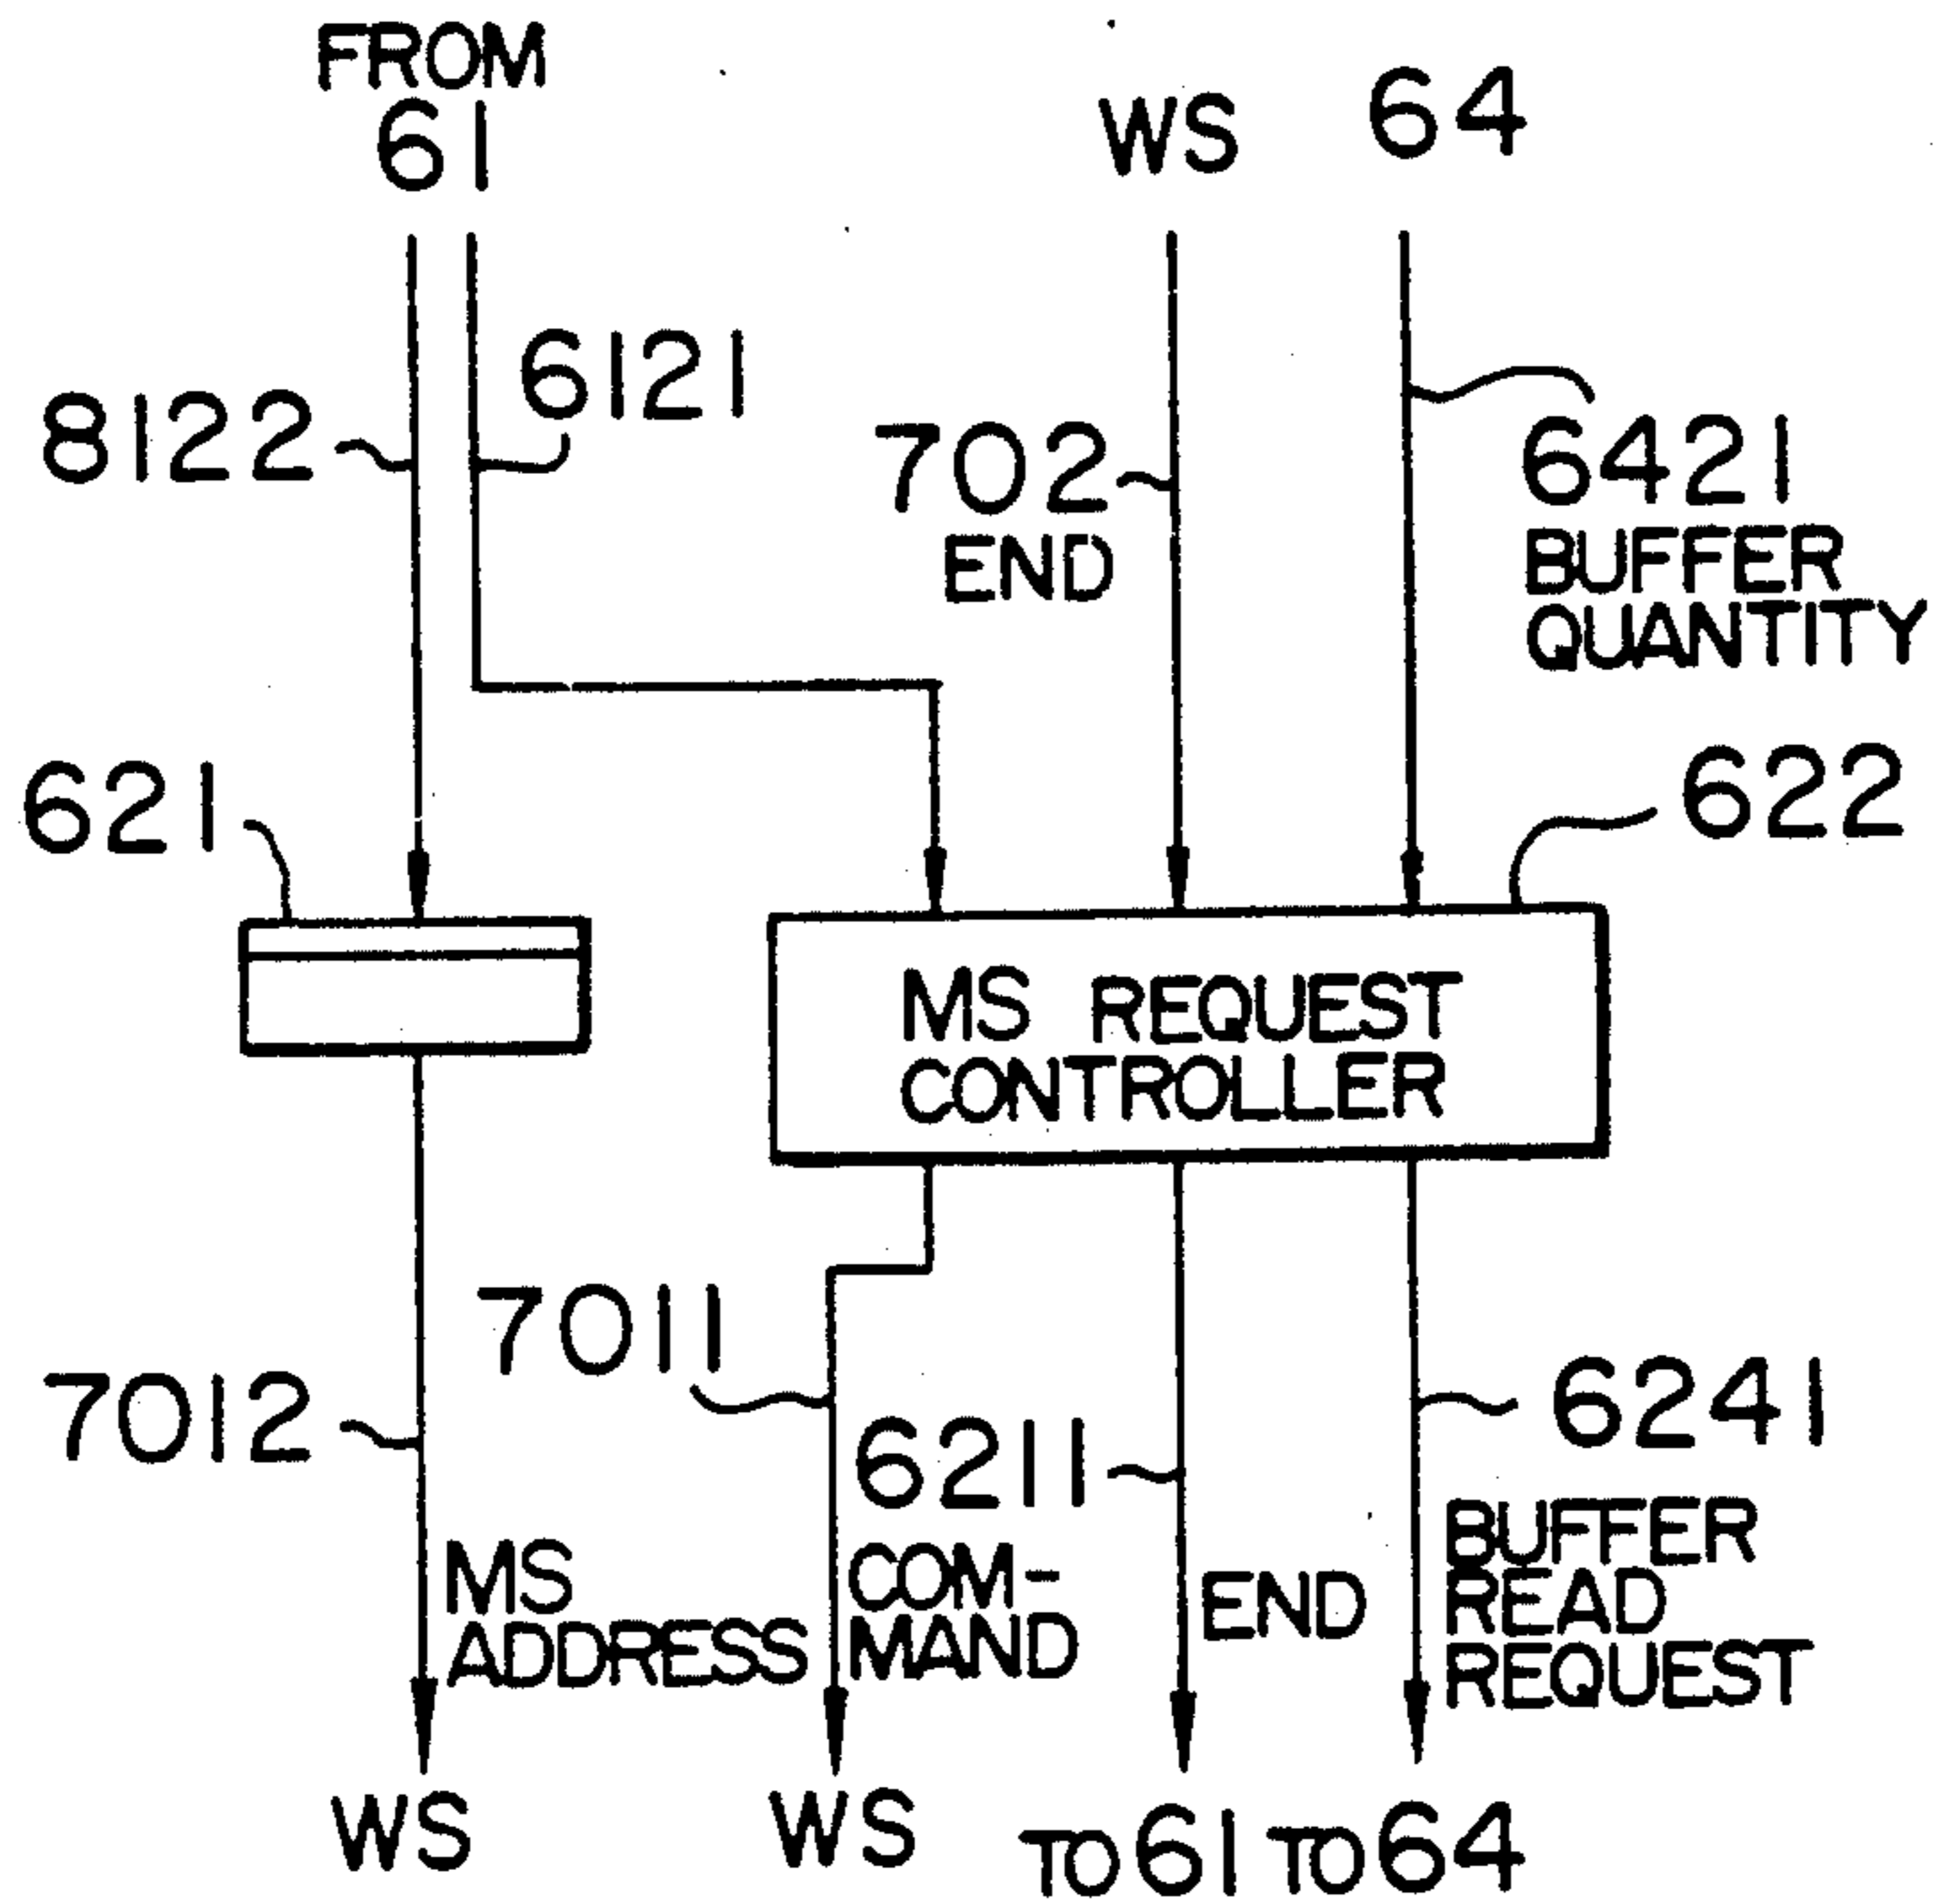 FROM
61
WS
64
6121
8122
702
END
6421
BUFFER
QUANTITY
621
622
MS REQUEST
CONTROLLER
7011
7012
6211
6241
MS
ADDRESS
COM-
MAND
END
BUFFER
READ
REQUEST
WS
WS
TO 61
TO 64